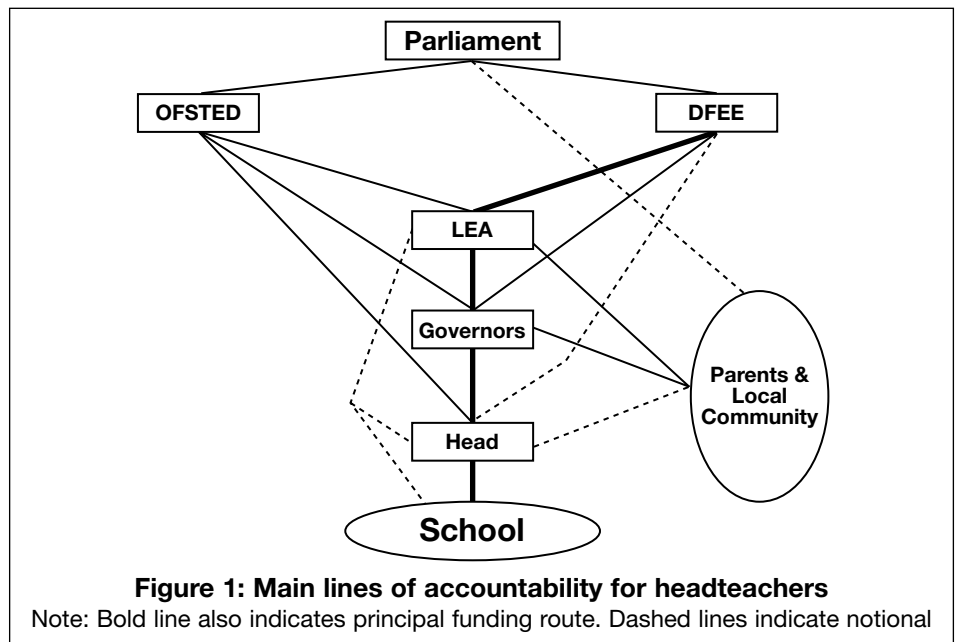 Parliament
OFSTED
DFEE
LEA
Governors
Parents &
Local
Community
Head
School
Figure 1: Main lines of accountability for headteachers
Note: Bold line also indicates principal funding route. Dashed lines indicate notional